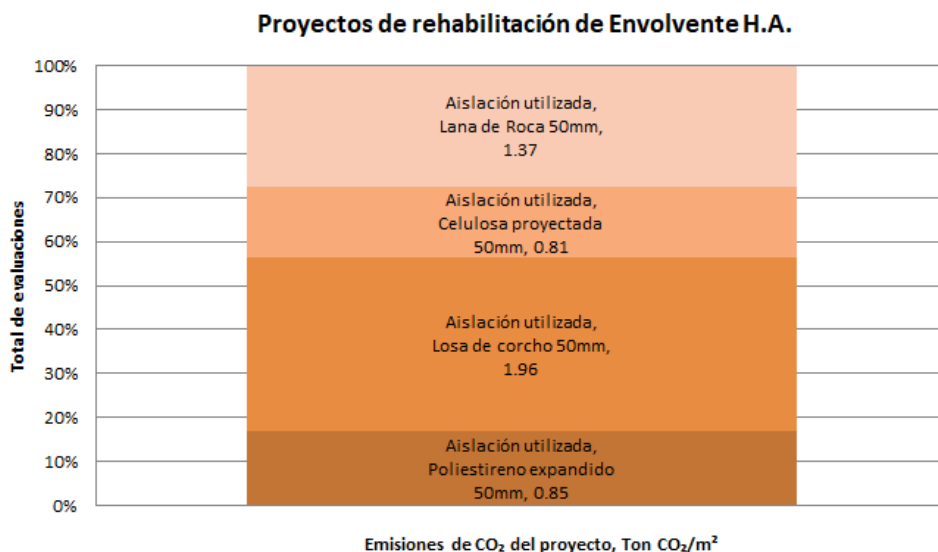 Proyectos de rehabilitación de Envolvente H.A.
100%
90%
80%
70%
60%
50%
40%
30%
20%
10%
0%
Total de evaluaciones
Aislación utilizada,
Lana de Roca 50mm,
1.37
Aislación utilizada,
Celulosa proyectada
50mm, 0.81
Aislación utilizada,
Losa de corcho 50mm,
1.96
Aislación utilizada,
Poliestireno expandido
50mm, 0.85
Emisiones de CO₂ del proyecto, Ton CO₂/m²